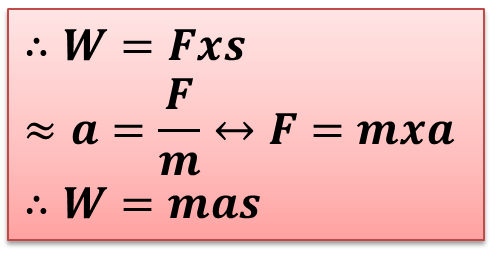 ∴ W = Fxs
≈ a = F/m ↔ F = mxa
∴ W = mas